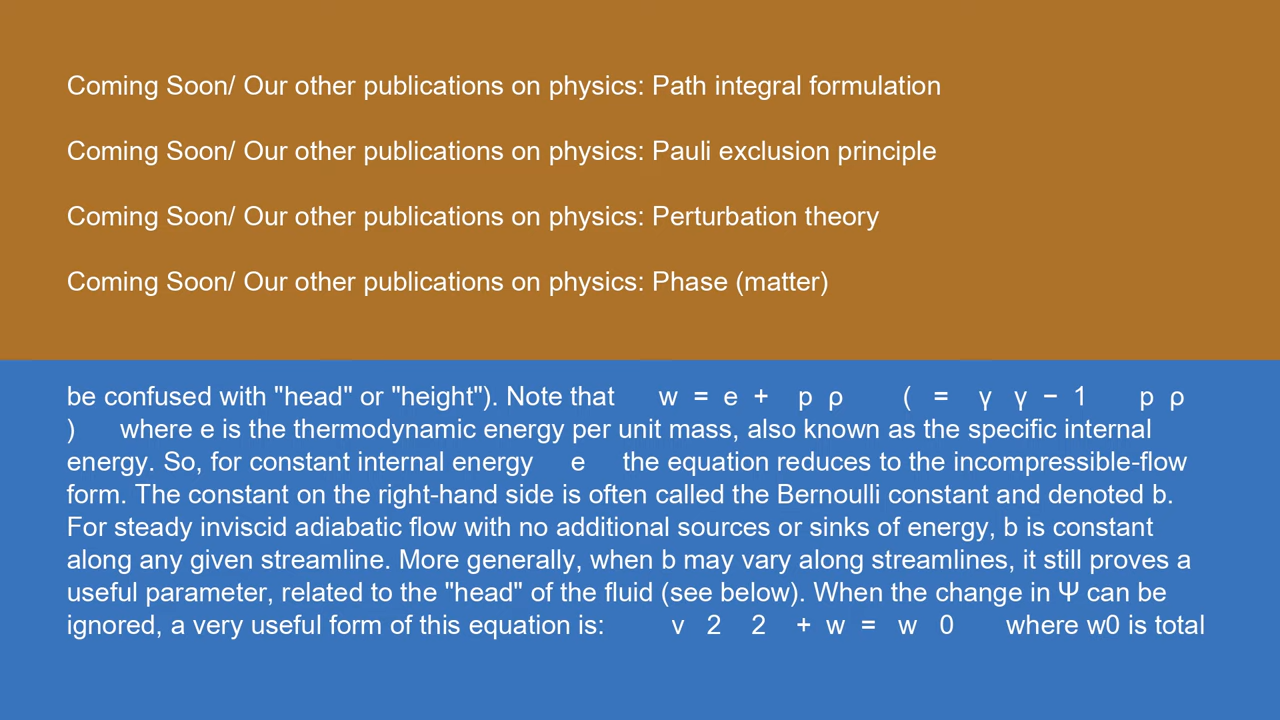 Coming Soon/ Our other publications on physics: Path integral formulation
Coming Soon/ Our other publications on physics: Pauli exclusion principle
Coming Soon/ Our other publications on physics: Perturbation theory
Coming Soon/ Our other publications on physics: Phase (matter)
be confused with "head" or "height"). Note that w = e + p ρ ( = γ γ − 1 p ρ
) where e is the thermodynamic energy per unit mass, also known as the specific internal
energy. So, for constant internal energy e the equation reduces to the incompressible-flow
form. The constant on the right-hand side is often called the Bernoulli constant and denoted b.
For steady inviscid adiabatic flow with no additional sources or sinks of energy, b is constant
along any given streamline. More generally, when b may vary along streamlines, it still proves a
useful parameter, related to the "head" of the fluid (see below). When the change in Ψ can be
ignored, a very useful form of this equation is: v 2 2 + w = w 0 where w0 is total